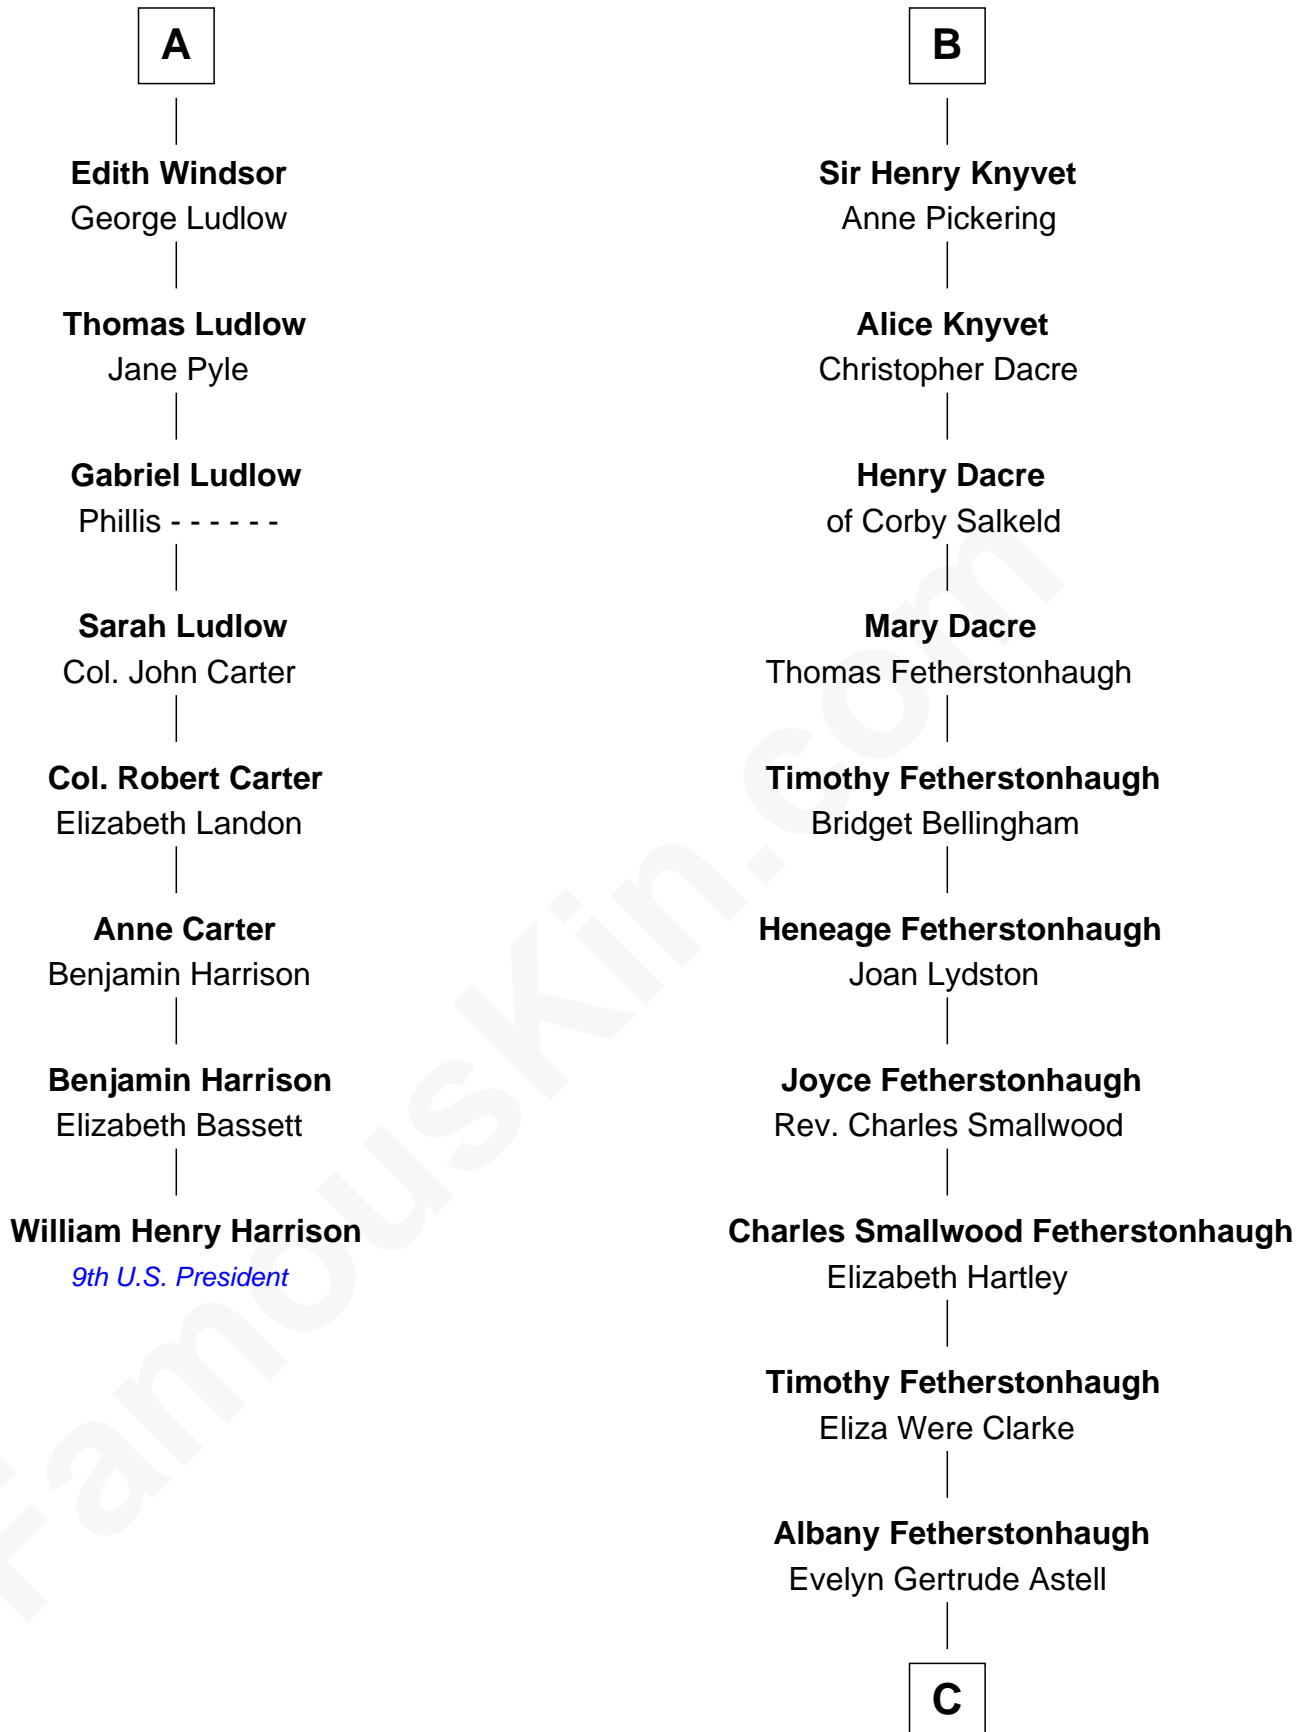 A
Edith Windsor
George Ludlow
Thomas Ludlow
Jane Pyle
Gabriel Ludlow
Phillis - - - - - -
Sarah Ludlow
Col. John Carter
Col. Robert Carter
Elizabeth Landon
Anne Carter
Benjamin Harrison
Benjamin Harrison
Elizabeth Bassett
William Henry Harrison
9th U.S. President
B
Sir Henry Knyvet
Anne Pickering
Alice Knyvet
Christopher Dacre
Henry Dacre
of Corby Salkeld
Mary Dacre
Thomas Fetherstonhaugh
Timothy Fetherstonhaugh
Bridget Bellingham
Heneage Fetherstonhaugh
Joan Lydston
Joyce Fetherstonhaugh
Rev. Charles Smallwood
Charles Smallwood Fetherstonhaugh
Elizabeth Hartley
Timothy Fetherstonhaugh
Eliza Were Clarke
Albany Fetherstonhaugh
Evelyn Gertrude Astell
C
FamousKin.com